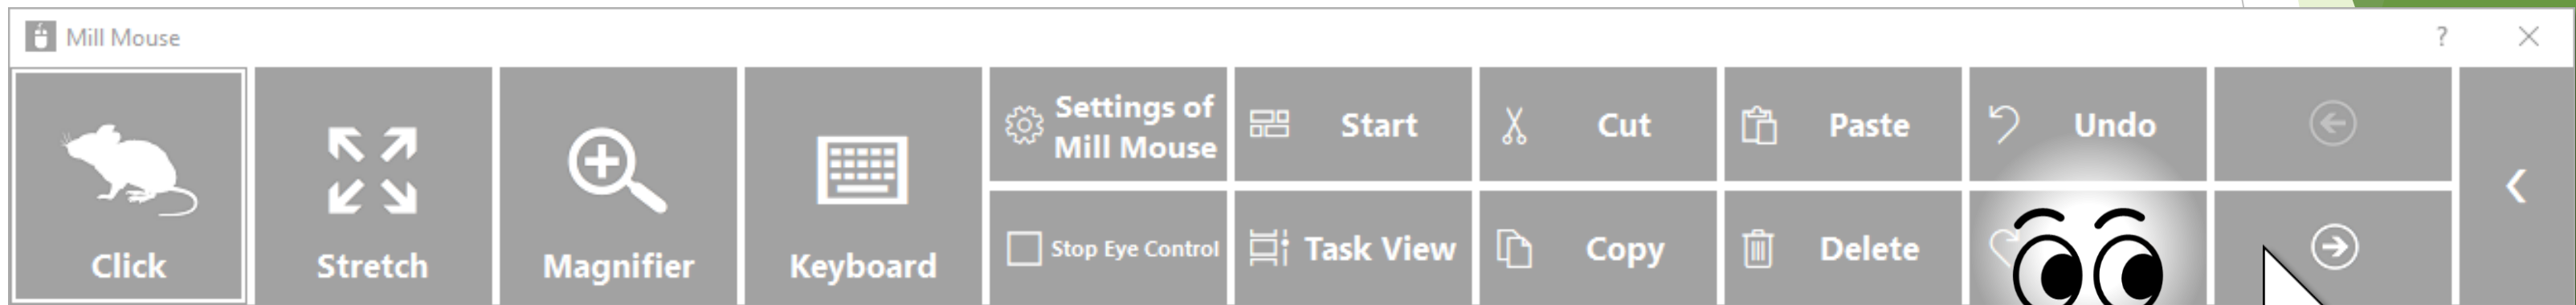 Mill Mouse
?
Settings of
Mill Mouse
Start
Cut
Paste
Undo
Click
Stretch
Magnifier
Keyboard
Stop Eye Control
Task View
Copy
Delete